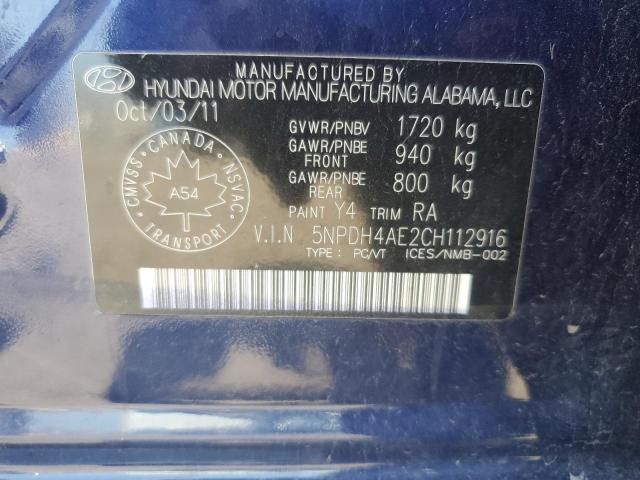 MANUFACTURED BY
HYUNDAI MOTOR MANUFACTURING ALABAMA, LLC
Oct/03/11
GVWR/PNBV 1720 kg
GAWR/PNBE FRONT 940 kg
GAWR/PNBE REAR 800 kg
PAINT Y4 TRIM RA
V.I.N 5NPDH4AE2CH112916
TYPE : PC/VT ICES/NMB-002
CMVSS CANADA NSVAC
A54
TRANSPORT